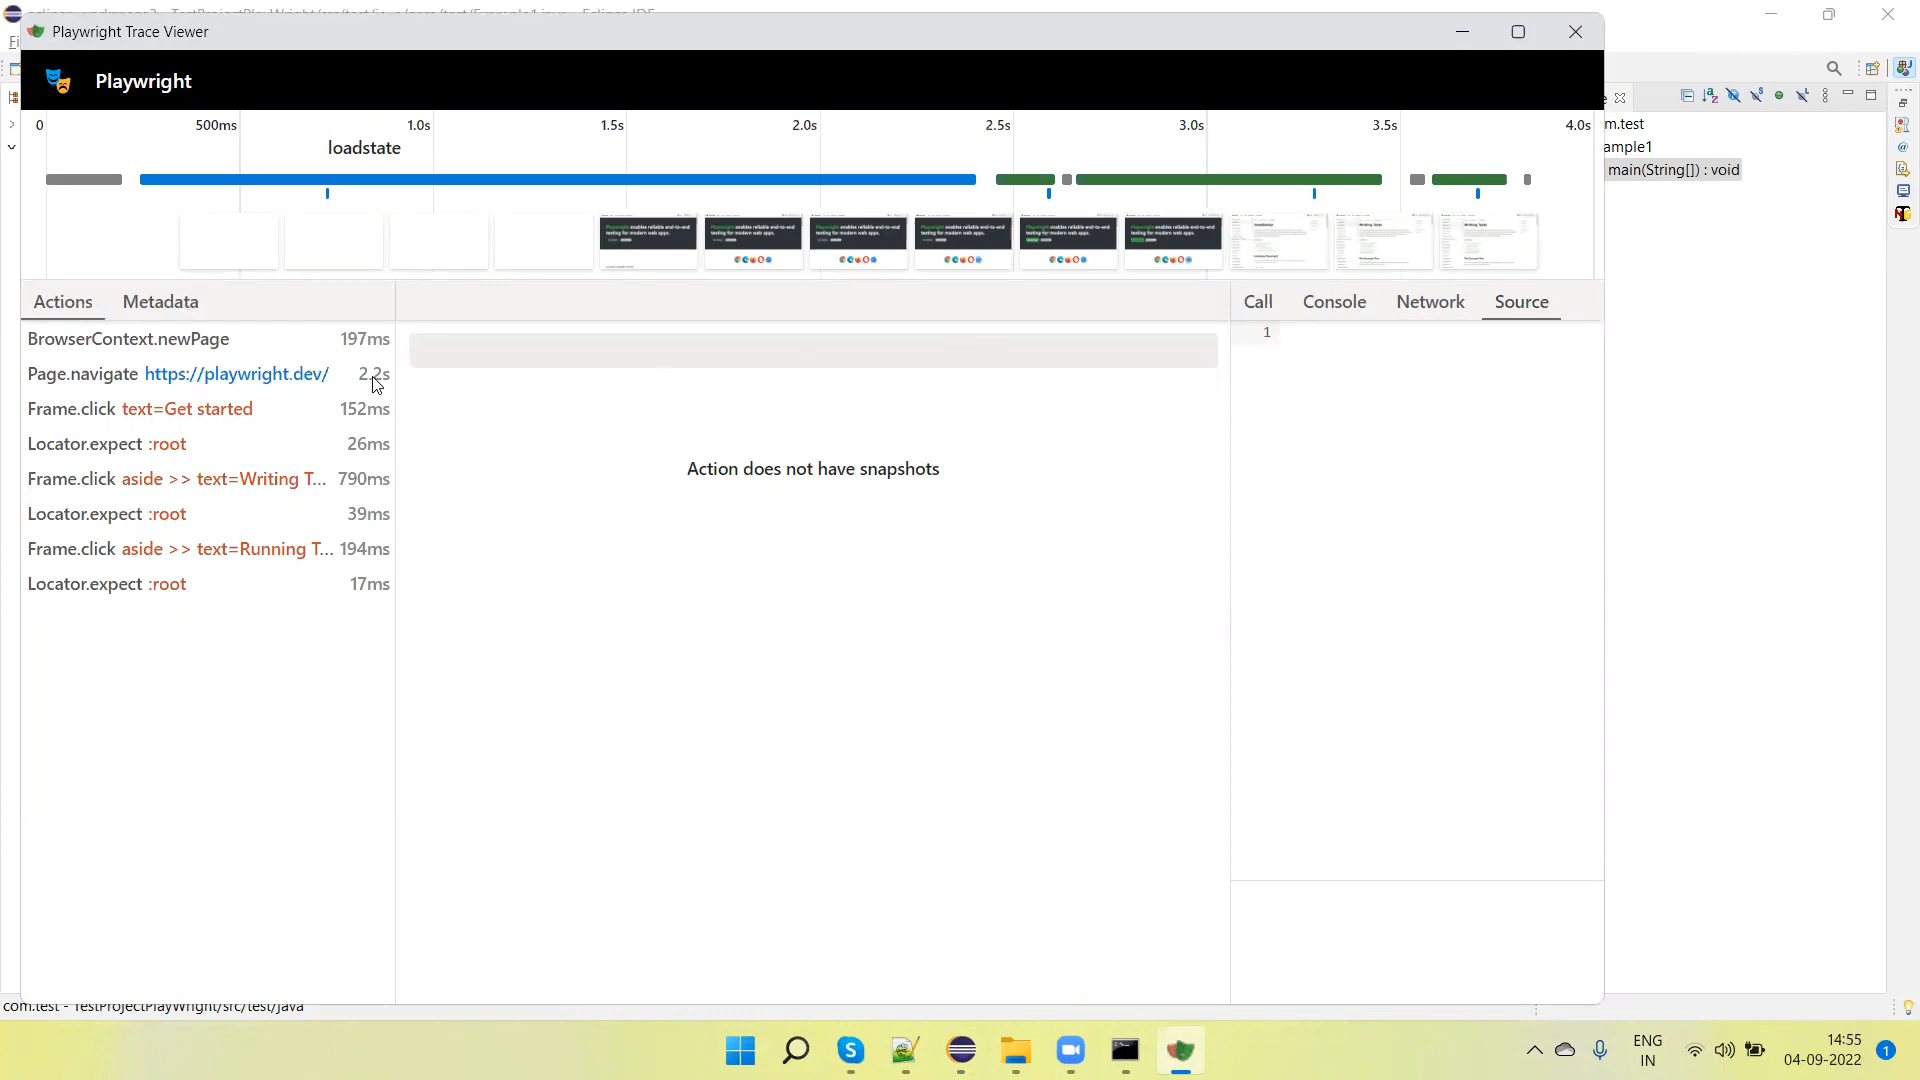 Playwright Trace Viewer
Playwright
0 500ms 1.0s 1.5s 2.0s 2.5s 3.0s 3.5s 4.0s
loadstate
Actions Metadata
BrowserContext.newPage 197ms
Page.navigate https://playwright.dev/ 2.2s
Frame.click text=Get started 152ms
Locator.expect :root 26ms
Frame.click aside >> text=Writing T... 790ms
Locator.expect :root 39ms
Frame.click aside >> text=Running T... 194ms
Locator.expect :root 17ms
Action does not have snapshots
Call Console Network Source
1
m.test
ample1
main(String[]) : void
com.test - TestProjectPlayWright/src/test/java
ENG
IN
14:55
04-09-2022
1